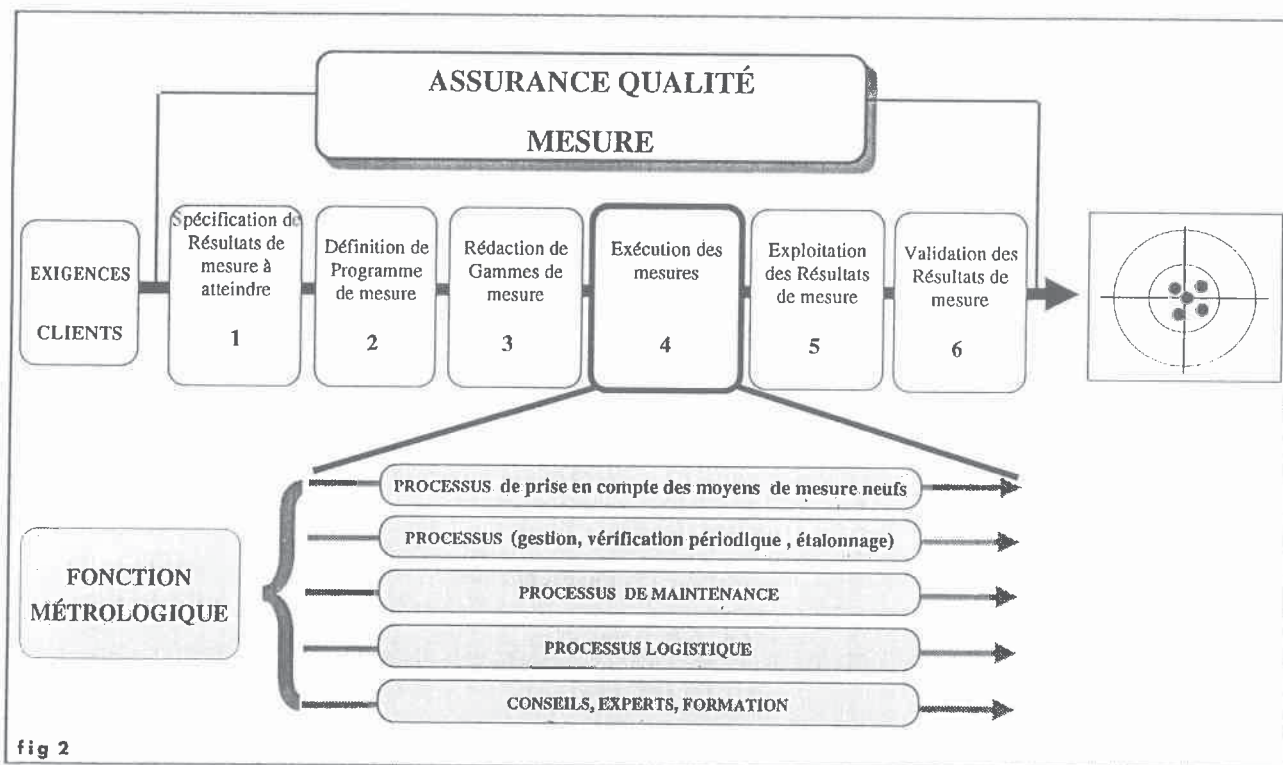 ASSURANCE QUALITÉ
MESURE
EXIGENCES
CLIENTS
Spécification de
Résultats de
mesure à
atteindre
1
Définition de
Programme
de mesure
2
Rédaction de
Gammes de
mesure
3
Exécution des
mesures
4
Exploitation
des Résultats
de mesure
5
Validation des
Résultats de
mesure
6
FONCTION
MÉTROLOGIQUE
PROCESSUS de prise en compte des moyens de mesure neufs
PROCESSUS (gestion, vérification périodique , étalonnage)
PROCESSUS DE MAINTENANCE
PROCESSUS LOGISTIQUE
CONSEILS, EXPERTS, FORMATION
fig 2